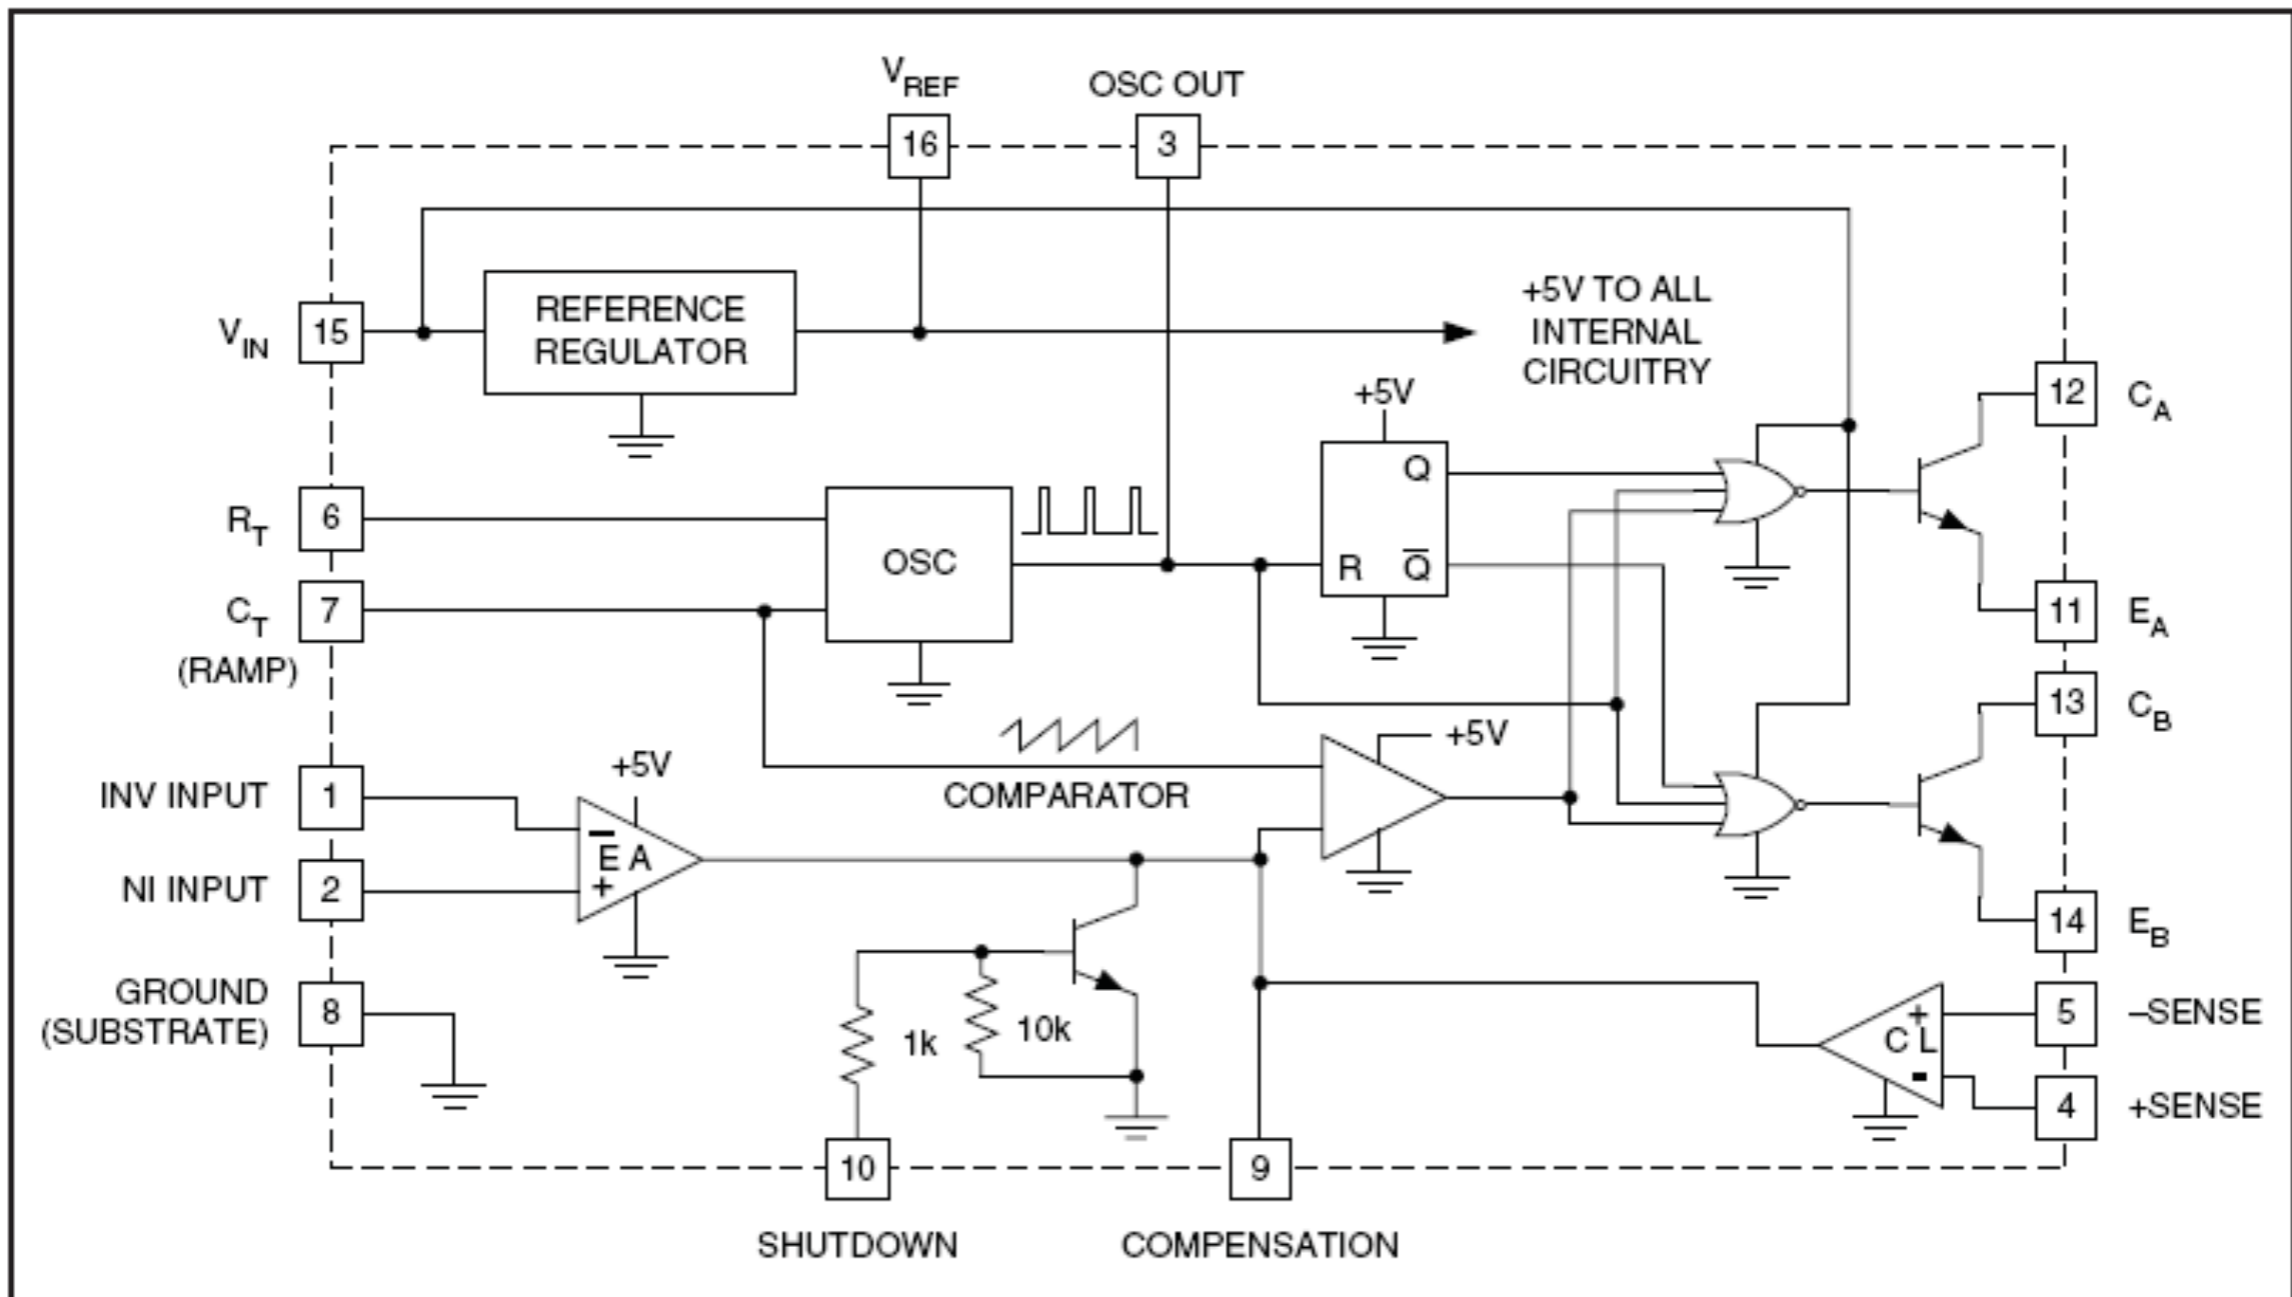 VREF
OSC OUT
16
3
VIN
15
REFERENCE
REGULATOR
+5V TO ALL
INTERNAL
CIRCUITRY
+5V
12
CA
Q
RT
6
OSC
R
Q̅
CT
7
(RAMP)
11
EA
13
CB
+5V
COMPARATOR
+5V
INV INPUT
1
−
E A
+
NI INPUT
2
14
EB
GROUND
(SUBSTRATE)
8
1k
10k
+
C L
-
5
–SENSE
4
+SENSE
10
9
SHUTDOWN
COMPENSATION